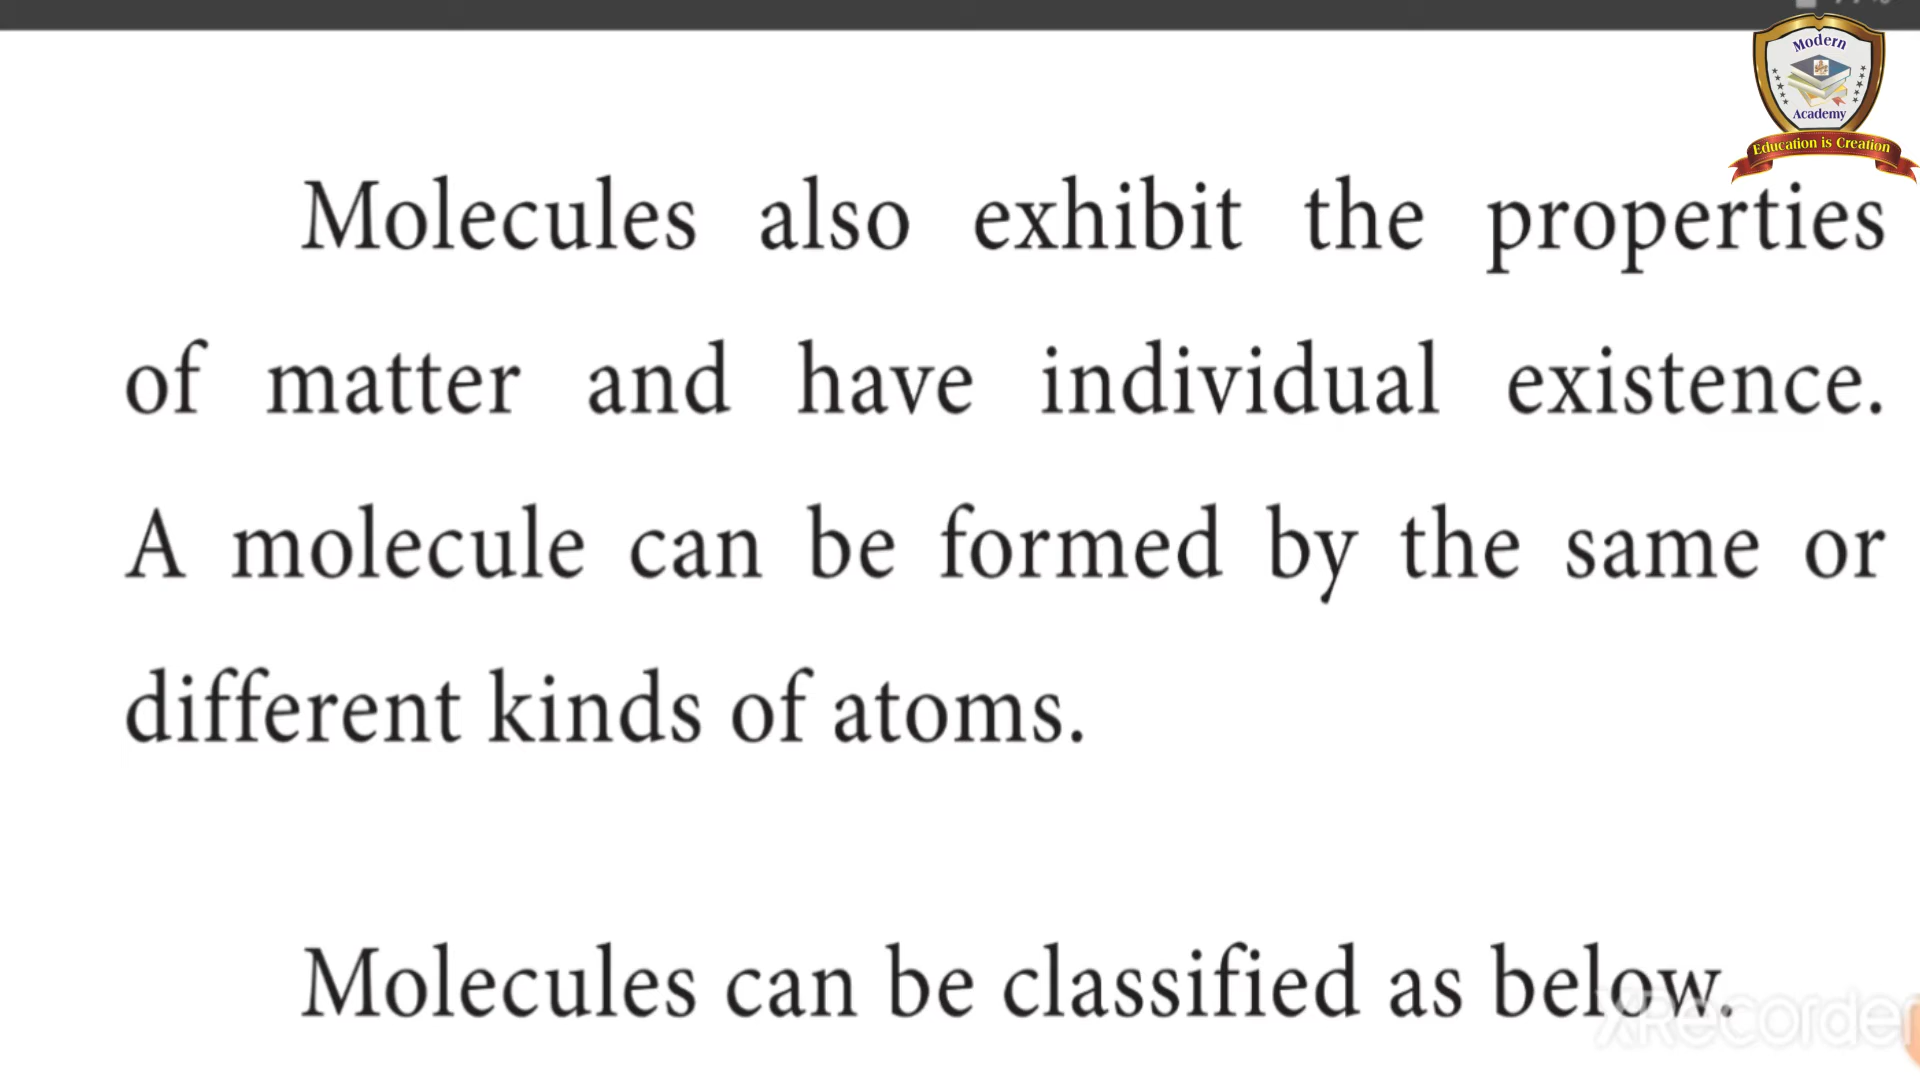 Modern
Academy
Education is Creation
Molecules also exhibit the properties
of matter and have individual existence.
A molecule can be formed by the same or
different kinds of atoms.
Molecules can be classified as below.
XRecorder